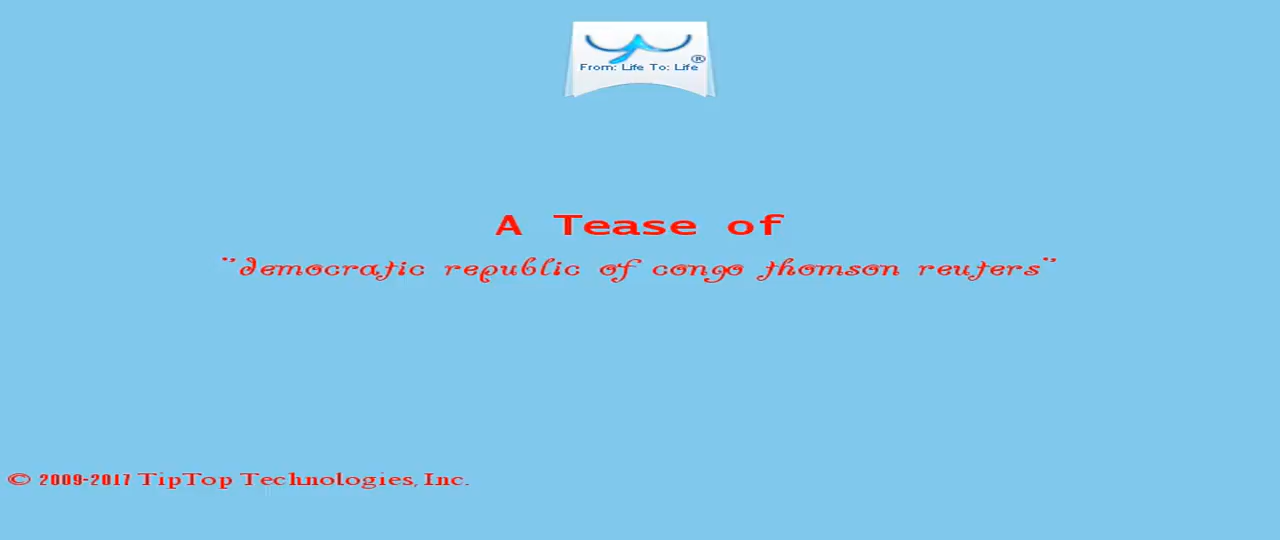 From: Life To: Life ®
A Tease of
"democratic republic of congo thomson reuters"
© 2009-2017 TipTop Technologies, Inc.